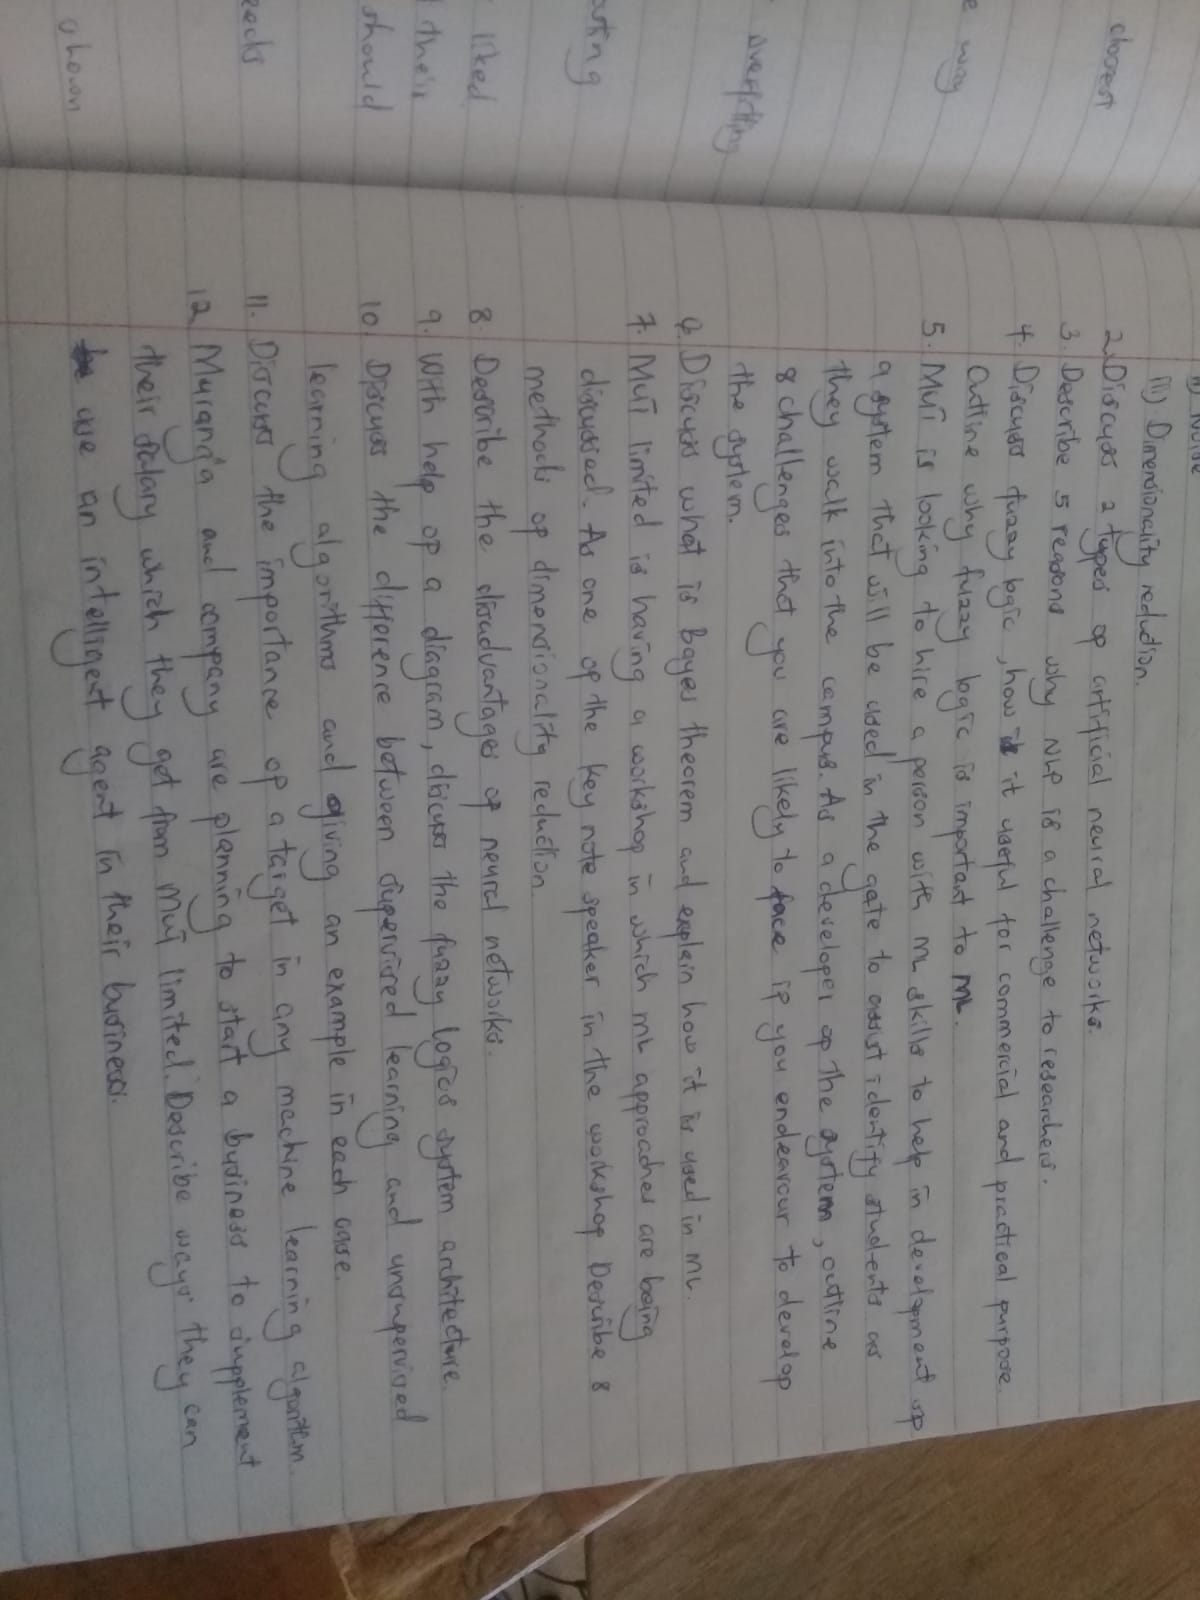 ii) Noise
iii) Dimensionality reduction.
2. Discuss 2 types of artificial neural networks.
3. Describe 5 reasons why NLP is a challenge to researchers.
4. Discuss fuzzy logic, how it useful for commercial and practical purpose.
Outline why fuzzy logic is important to ML.
5. MUT is looking to hire a person with ML skills to help in development of
a system that will be used in the gate to assist identify students as
they walk into the campus. As a developer of the system, outline
8 challenges that you are likely to face if you endeavour to develop
the system.
6. Discuss what is Bayes theorem and explain how it is used in ML.
7. MUT limited is having a workshop in which ML approaches are being
discussed. As one of the key note speaker in the workshop Describe 8
methods of dimensionality reduction.
8. Describe the disadvantages of neural networks.
9. With help of a diagram, discuss the fuzzy logics system architecture.
10. Discuss the difference between supervised learning and unsupervised
learning algorithms and giving an example in each case.
11. Discuss the importance of a target in any machine learning algorithm.
12. Murang'a and company are planning to start a business to supplement
their salary which they get from MUT limited. Describe ways they can
use an intelligent agent in their business.
closest
way
overfitting
liked
their
should
shown